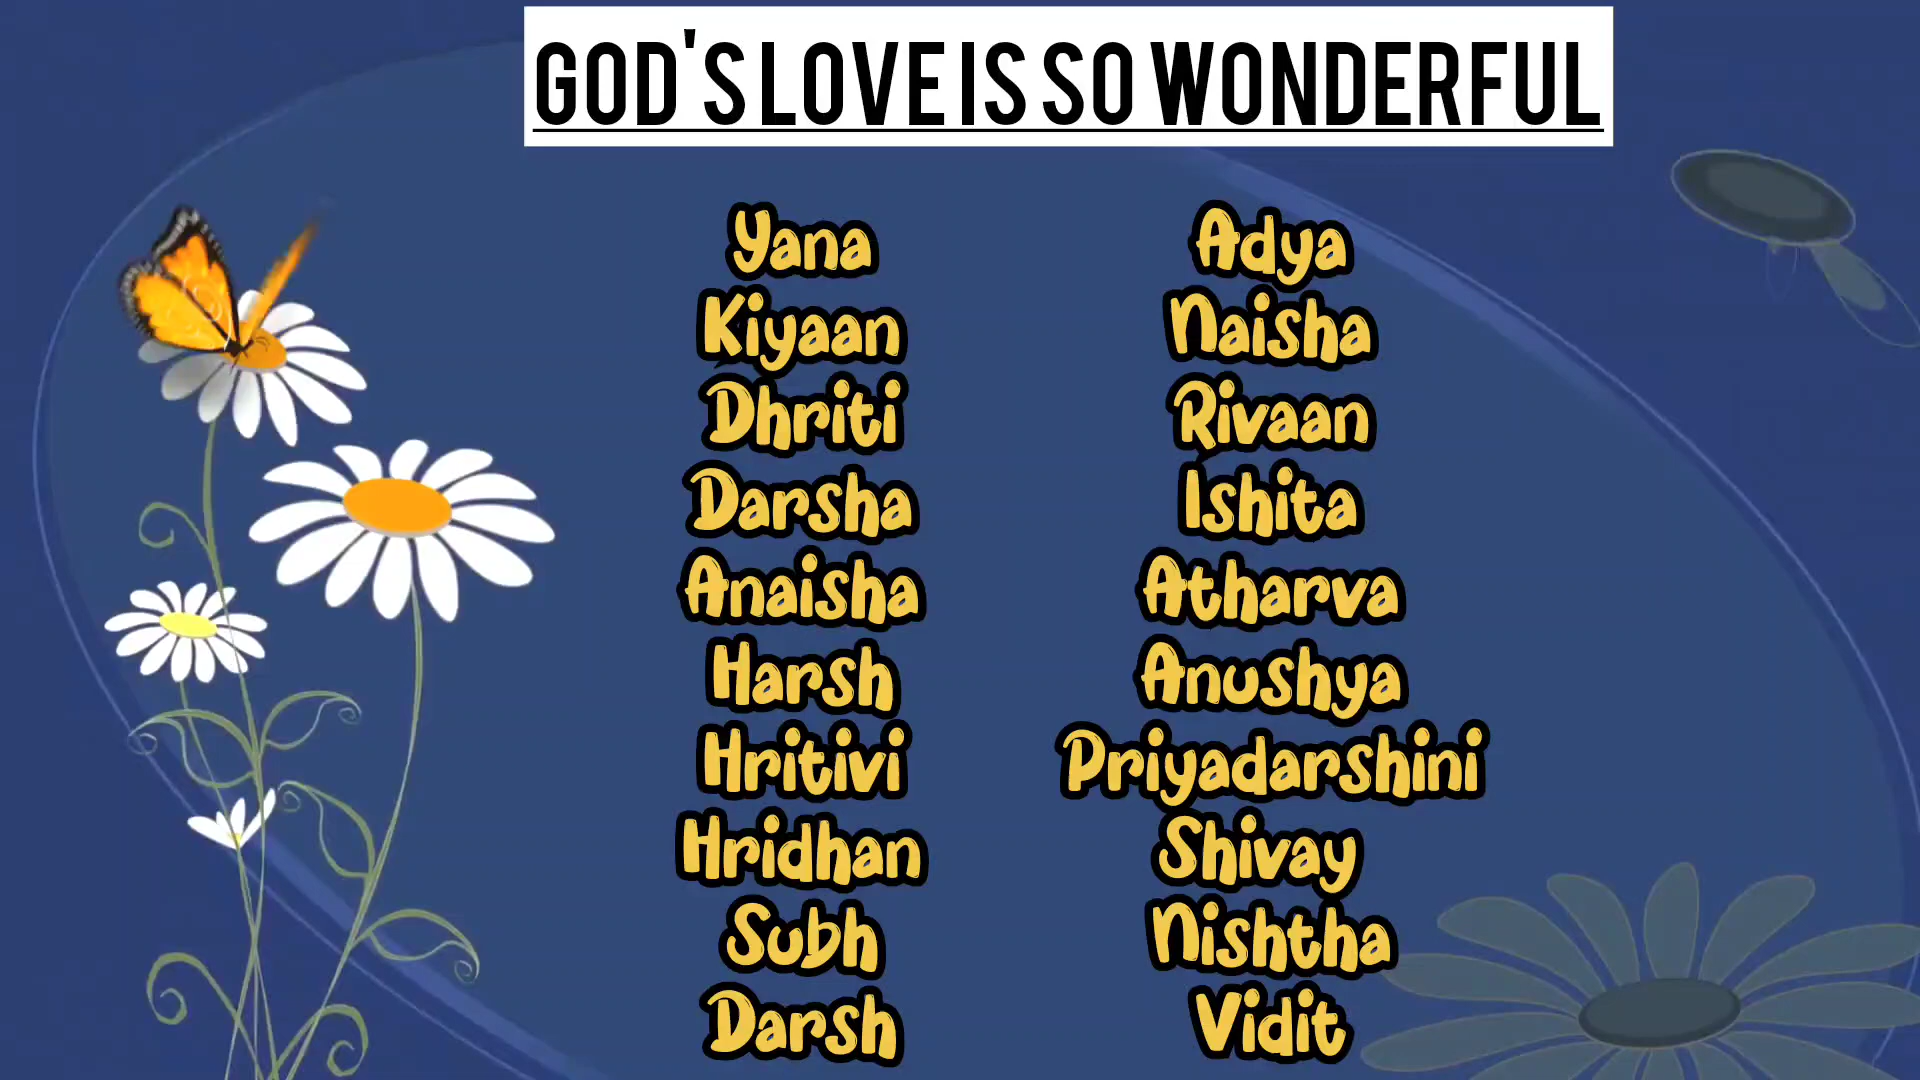 GOD'S LOVE IS SO WONDERFUL
Yana
Kiyaan
Dhriti
Darsha
Anaisha
Harsh
Hritivi
Hridhan
Subh
Darsh
Adya
Naisha
Rivaan
Ishita
Atharva
Anushya
Priyadarshini
Shivay
Nishtha
Vidit